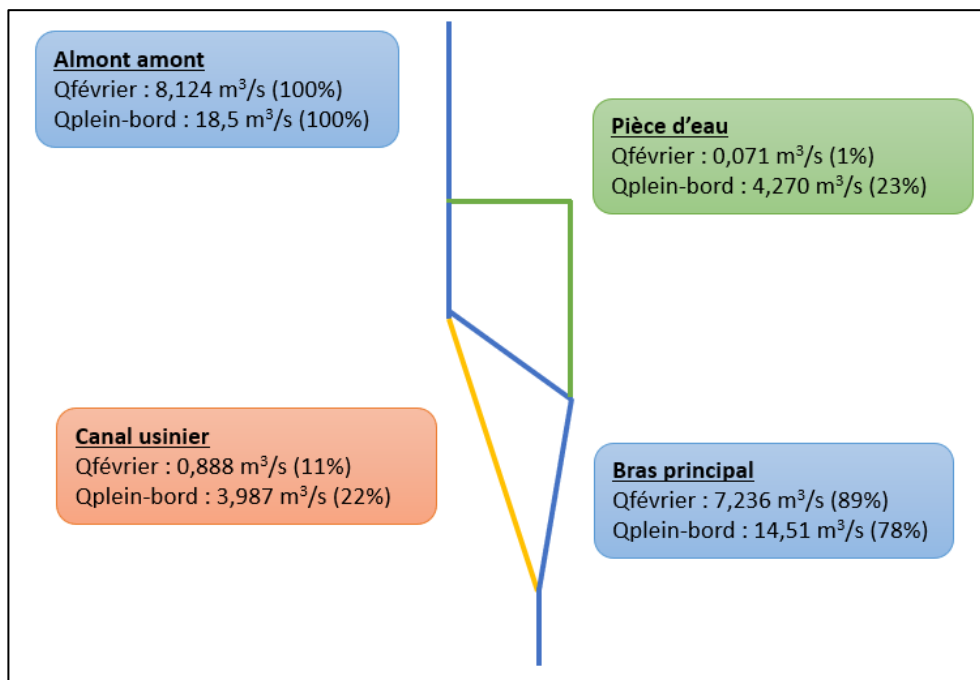 Almont amont
Qfévrier : 8,124 m³/s (100%)
Qplein-bord : 18,5 m³/s (100%)
Pièce d’eau
Qfévrier : 0,071 m³/s (1%)
Qplein-bord : 4,270 m³/s (23%)
Canal usinier
Qfévrier : 0,888 m³/s (11%)
Qplein-bord : 3,987 m³/s (22%)
Bras principal
Qfévrier : 7,236 m³/s (89%)
Qplein-bord : 14,51 m³/s (78%)